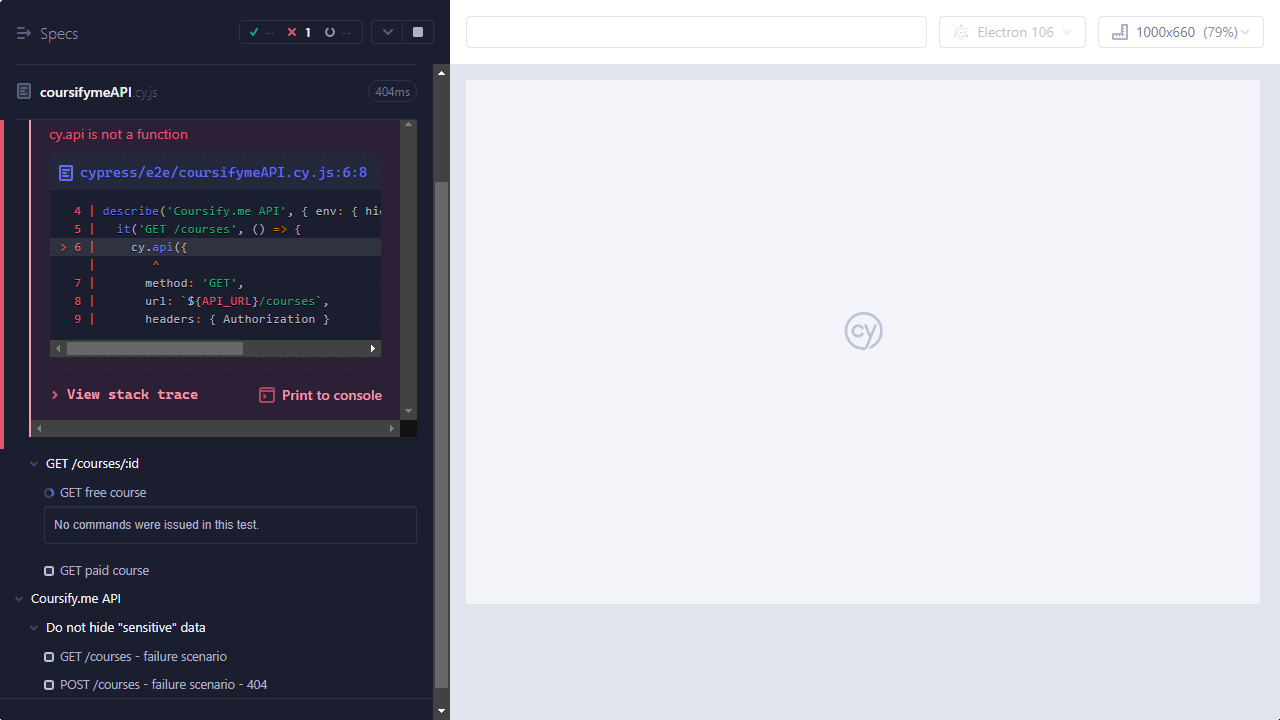 Specs
-- 1 --
Electron 106
1000x660 (79%)
coursifymeAPI.cy.js
404ms
cy.api is not a function
cypress/e2e/coursifymeAPI.cy.js:6:8
4 | describe('Coursify.me API', { env: { hid
5 | it('GET /courses', () => {
> 6 | cy.api({
| ^
7 | method: 'GET',
8 | url: `${API_URL}/courses`,
9 | headers: { Authorization }
View stack trace
Print to console
GET /courses/:id
GET free course
No commands were issued in this test.
GET paid course
Coursify.me API
Do not hide "sensitive" data
GET /courses - failure scenario
POST /courses - failure scenario - 404
cy